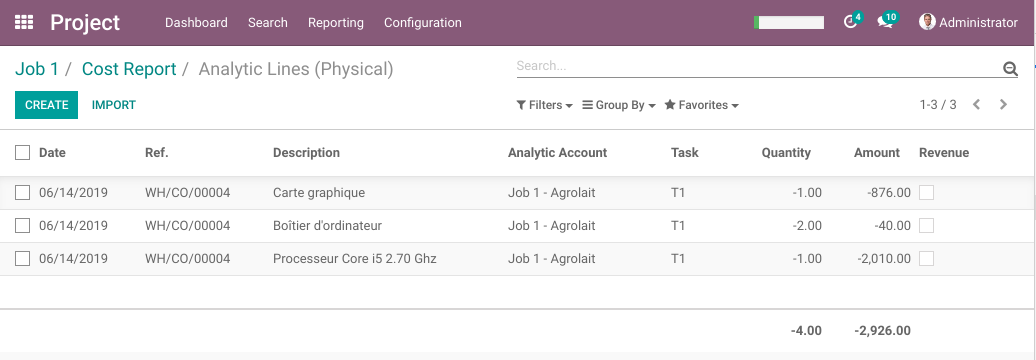 Project Dashboard Search Reporting Configuration 4 10 Administrator
Job 1 / Cost Report / Analytic Lines (Physical) Search...
CREATE IMPORT Filters Group By Favorites 1-3 / 3
Date Ref. Description Analytic Account Task Quantity Amount Revenue
06/14/2019 WH/CO/00004 Carte graphique Job 1 - Agrolait T1 -1.00 -876.00
06/14/2019 WH/CO/00004 Boîtier d'ordinateur Job 1 - Agrolait T1 -2.00 -40.00
06/14/2019 WH/CO/00004 Processeur Core i5 2.70 Ghz Job 1 - Agrolait T1 -1.00 -2,010.00
-4.00 -2,926.00